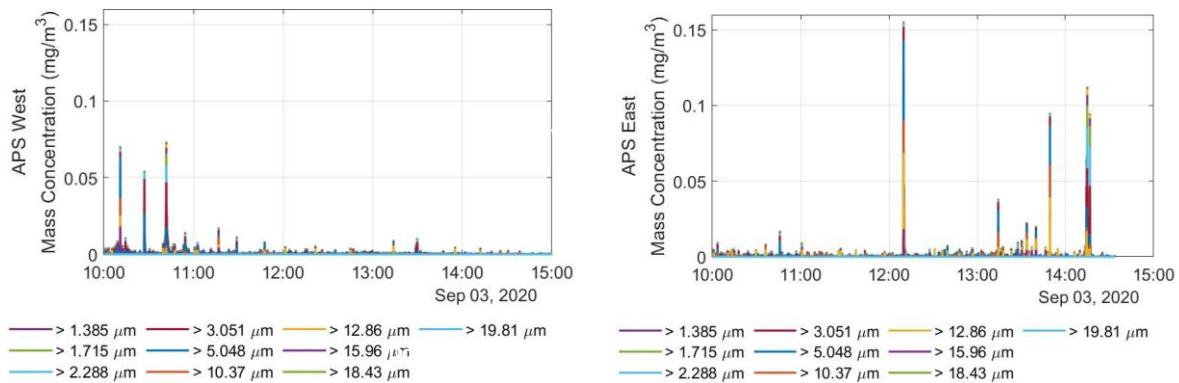 APS West
Mass Concentration (mg/m³)
0.15
0.1
0.05
0
10:00 11:00 12:00 13:00 14:00 15:00
Sep 03, 2020
> 1.385 μm > 3.051 μm > 12.86 μm > 19.81 μm
> 1.715 μm > 5.048 μm > 15.96 μm
> 2.288 μm > 10.37 μm > 18.43 μm
APS East
Mass Concentration (mg/m³)
0.15
0.1
0.05
0
10:00 11:00 12:00 13:00 14:00 15:00
Sep 03, 2020
> 1.385 μm > 3.051 μm > 12.86 μm > 19.81 μm
> 1.715 μm > 5.048 μm > 15.96 μm
> 2.288 μm > 10.37 μm > 18.43 μm